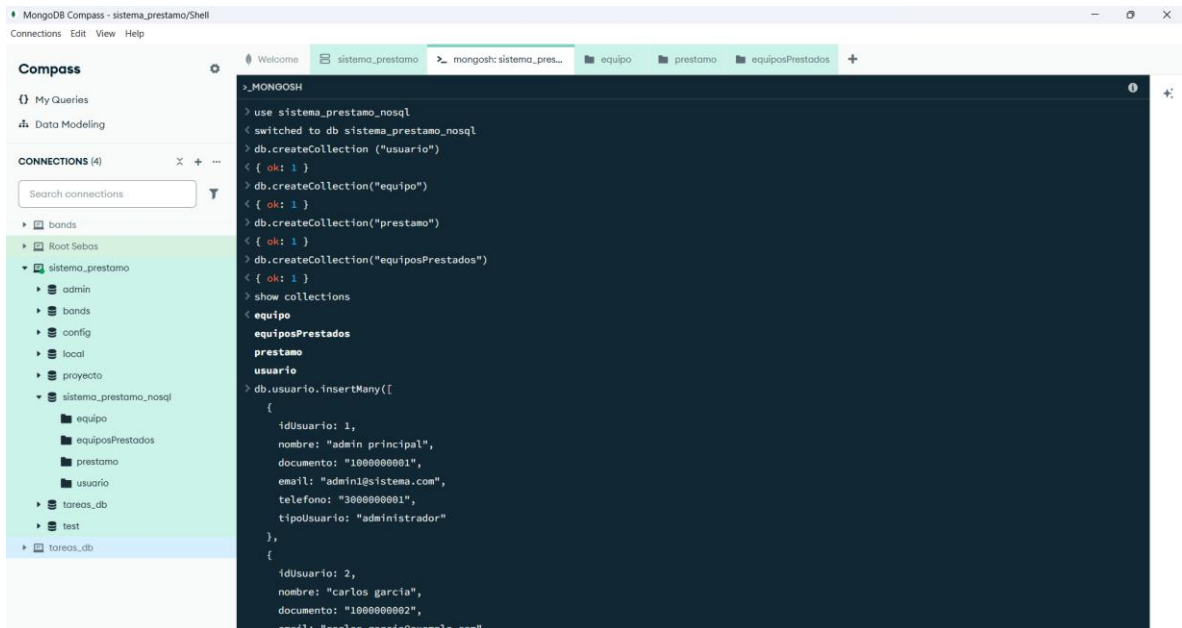 MongoDB Compass - sistema_prestamo/Shell
Connections Edit View Help
Compass
{} My Queries
Data Modeling
CONNECTIONS (4)
Search connections
bands
Root Sebas
sistema_prestamo
admin
bands
config
local
proyecto
sistema_prestamo_nosql
equipo
equiposPrestados
prestamo
usuario
tareas_db
test
tareas_db
Welcome sistema_prestamo >_ mongosh: sistema_pres... equipo prestamo equiposPrestados +
>_MONGOSH
> use sistema_prestamo_nosql
< switched to db sistema_prestamo_nosql
> db.createCollection ("usuario")
< { ok: 1 }
> db.createCollection("equipo")
< { ok: 1 }
> db.createCollection("prestamo")
< { ok: 1 }
> db.createCollection("equiposPrestados")
< { ok: 1 }
> show collections
< equipo
equiposPrestados
prestamo
usuario
> db.usuario.insertMany([
{
idUsuario: 1,
nombre: "admin principal",
documento: "1000000001",
email: "admin1@sistema.com",
telefono: "3000000001",
tipoUsuario: "administrador"
},
{
idUsuario: 2,
nombre: "carlos garcia",
documento: "1000000002",